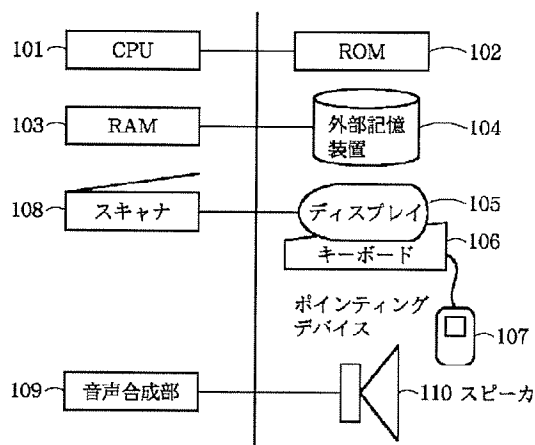 101 CPU ROM 102
103 RAM 外部記憶装置 104
108 スキャナ ディスプレイ 105
キーボード 106
ポインティング
デバイス 107
109 音声合成部 110 スピーカ